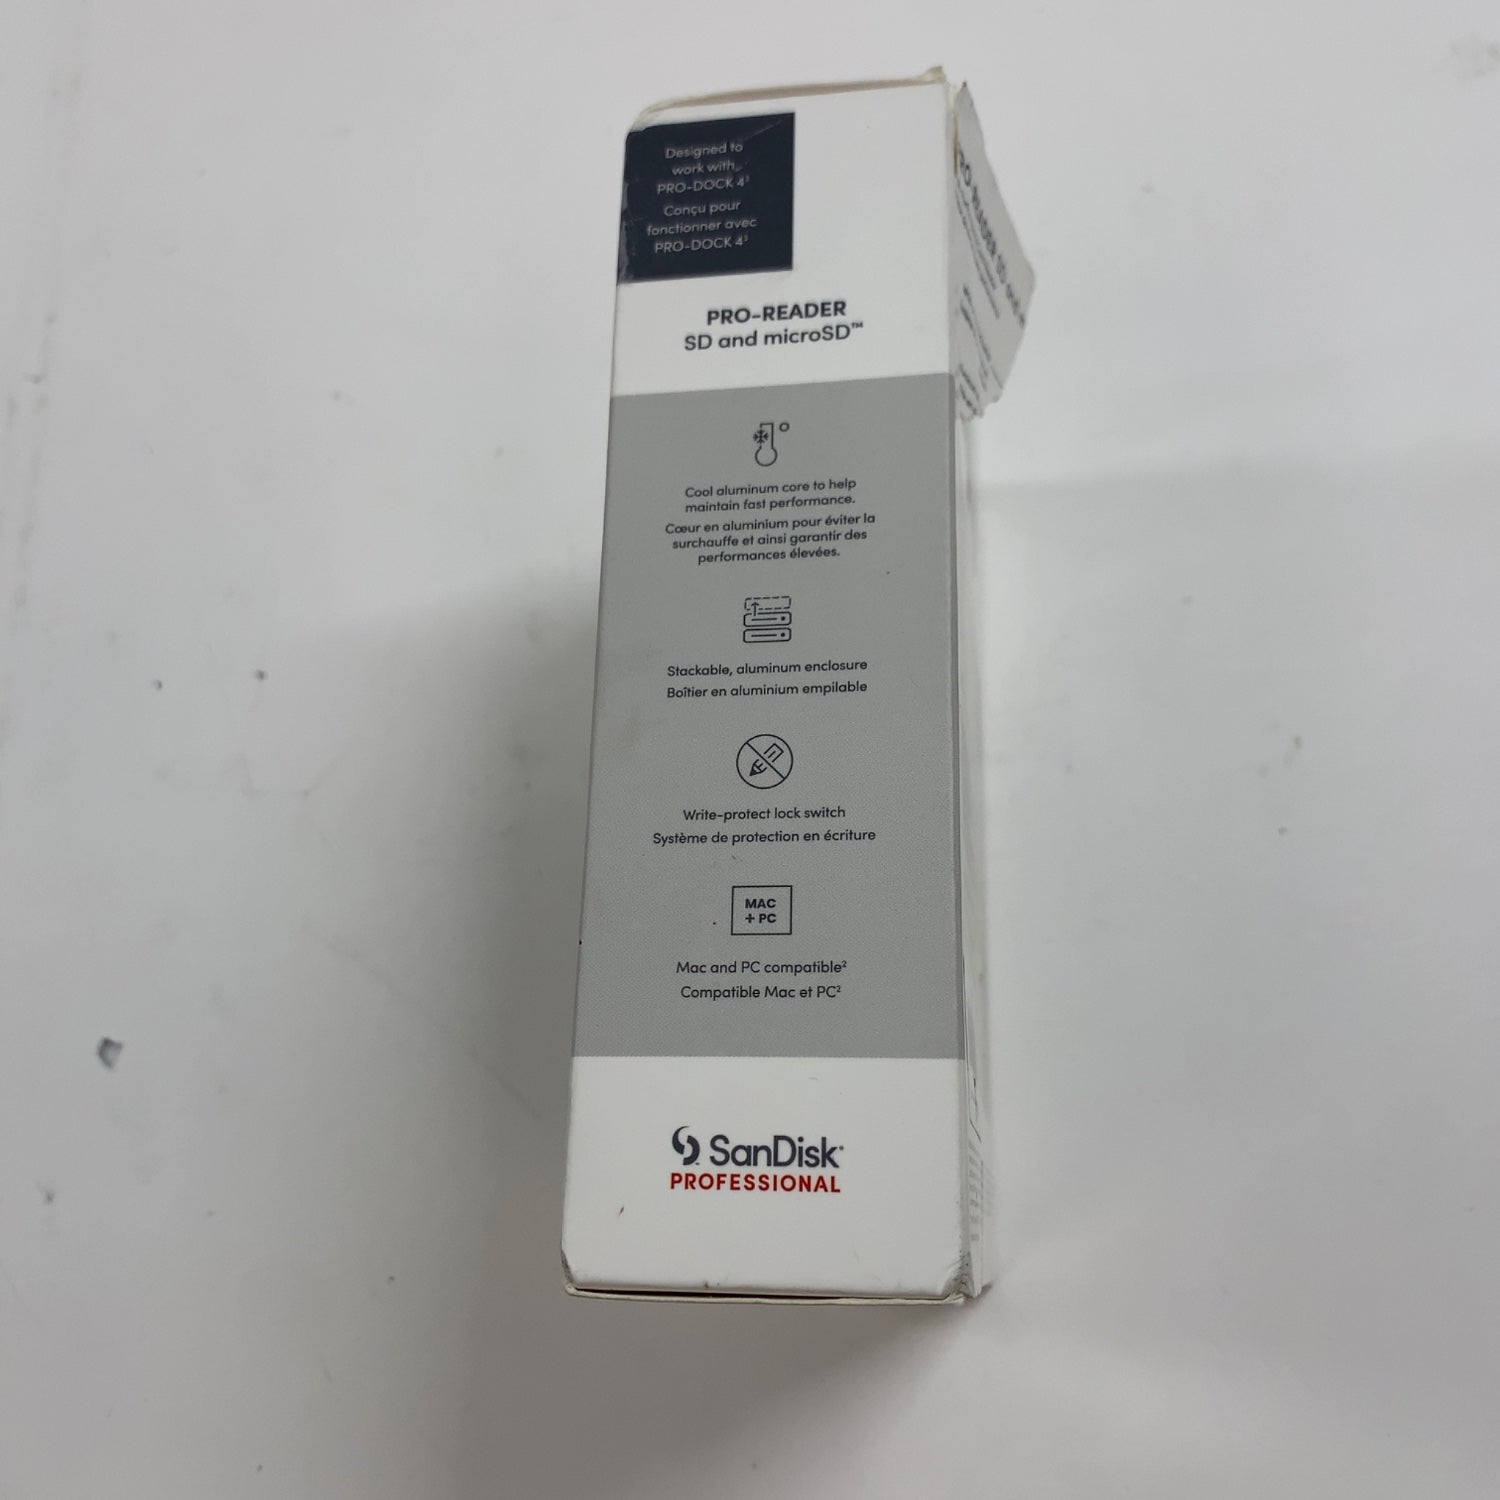 Designed to
work with
PRO-DOCK 4³
Conçu pour
fonctionner avec
PRO-DOCK 4³
PRO-READER
SD and microSD™
Cool aluminum core to help
maintain fast performance.
Cœur en aluminium pour éviter la
surchauffe et ainsi garantir des
performances élevées.
Stackable, aluminum enclosure
Boîtier en aluminium empilable
Write-protect lock switch
Système de protection en écriture
MAC
+ PC
Mac and PC compatible²
Compatible Mac et PC²
SanDisk
PROFESSIONAL